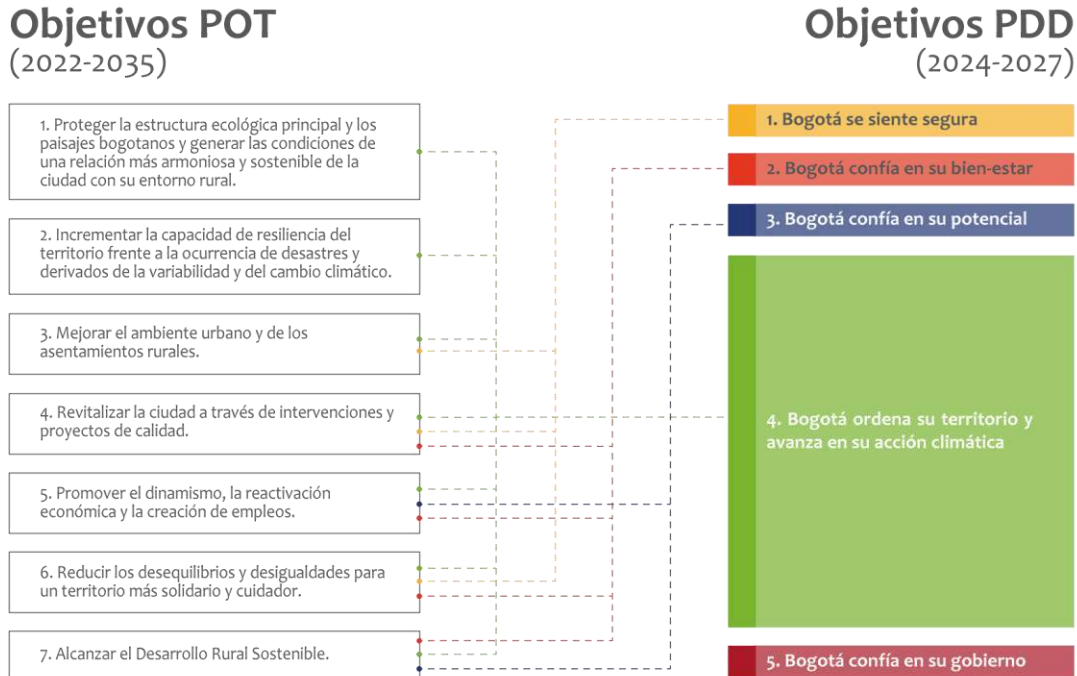 Objetivos POT
(2022-2035)
1. Proteger la estructura ecológica principal y los
paisajes bogotanos y generar las condiciones de
una relación más armoniosa y sostenible de la
ciudad con su entorno rural.
2. Incrementar la capacidad de resiliencia del
territorio frente a la ocurrencia de desastres y
derivados de la variabilidad y del cambio climático.
3. Mejorar el ambiente urbano y de los
asentamientos rurales.
4. Revitalizar la ciudad a través de intervenciones y
proyectos de calidad.
5. Promover el dinamismo, la reactivación
económica y la creación de empleos.
6. Reducir los desequilibrios y desigualdades para
un territorio más solidario y cuidador.
7. Alcanzar el Desarrollo Rural Sostenible.
Objetivos PDD
(2024-2027)
1. Bogotá se siente segura
2. Bogotá confía en su bien-estar
3. Bogotá confía en su potencial
4. Bogotá ordena su territorio y
avanza en su acción climática
5. Bogotá confía en su gobierno